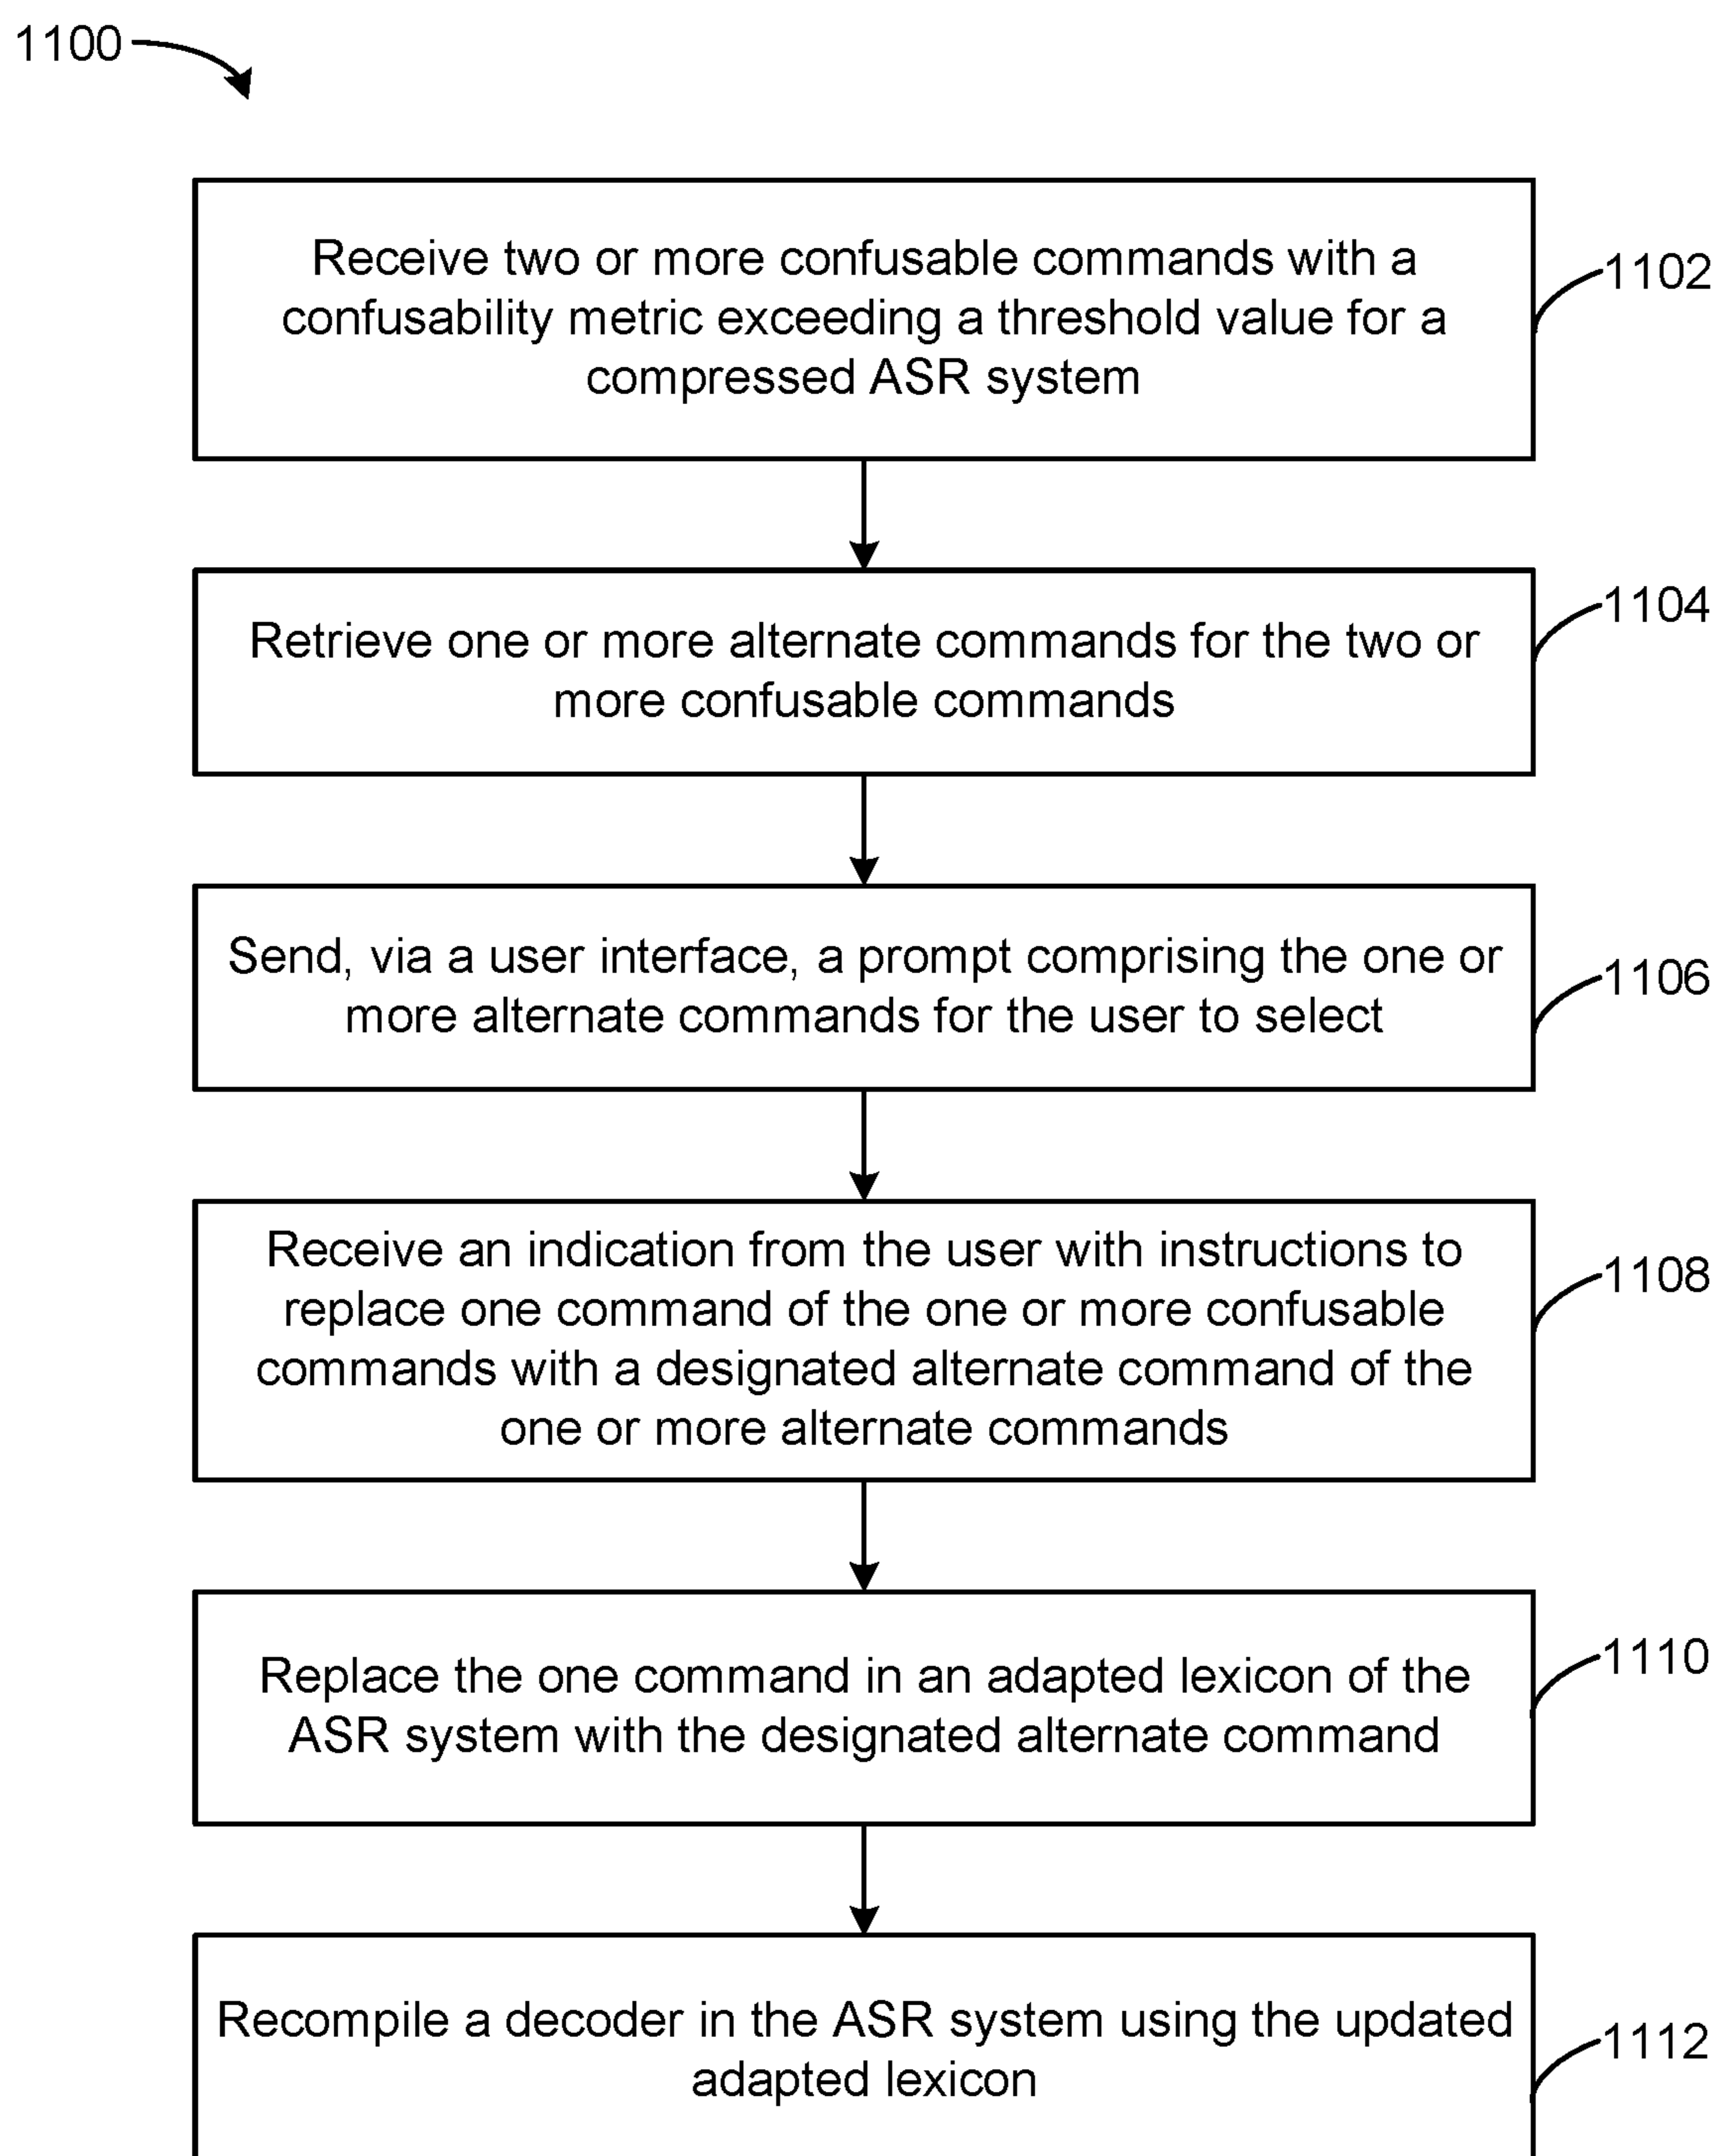 1100
Receive two or more confusable commands with a
confusability metric exceeding a threshold value for a
compressed ASR system
1102
Retrieve one or more alternate commands for the two or
more confusable commands
1104
Send, via a user interface, a prompt comprising the one or
more alternate commands for the user to select
1106
Receive an indication from the user with instructions to
replace one command of the one or more confusable
commands with a designated alternate command of the
one or more alternate commands
1108
Replace the one command in an adapted lexicon of the
ASR system with the designated alternate command
1110
Recompile a decoder in the ASR system using the updated
adapted lexicon
1112